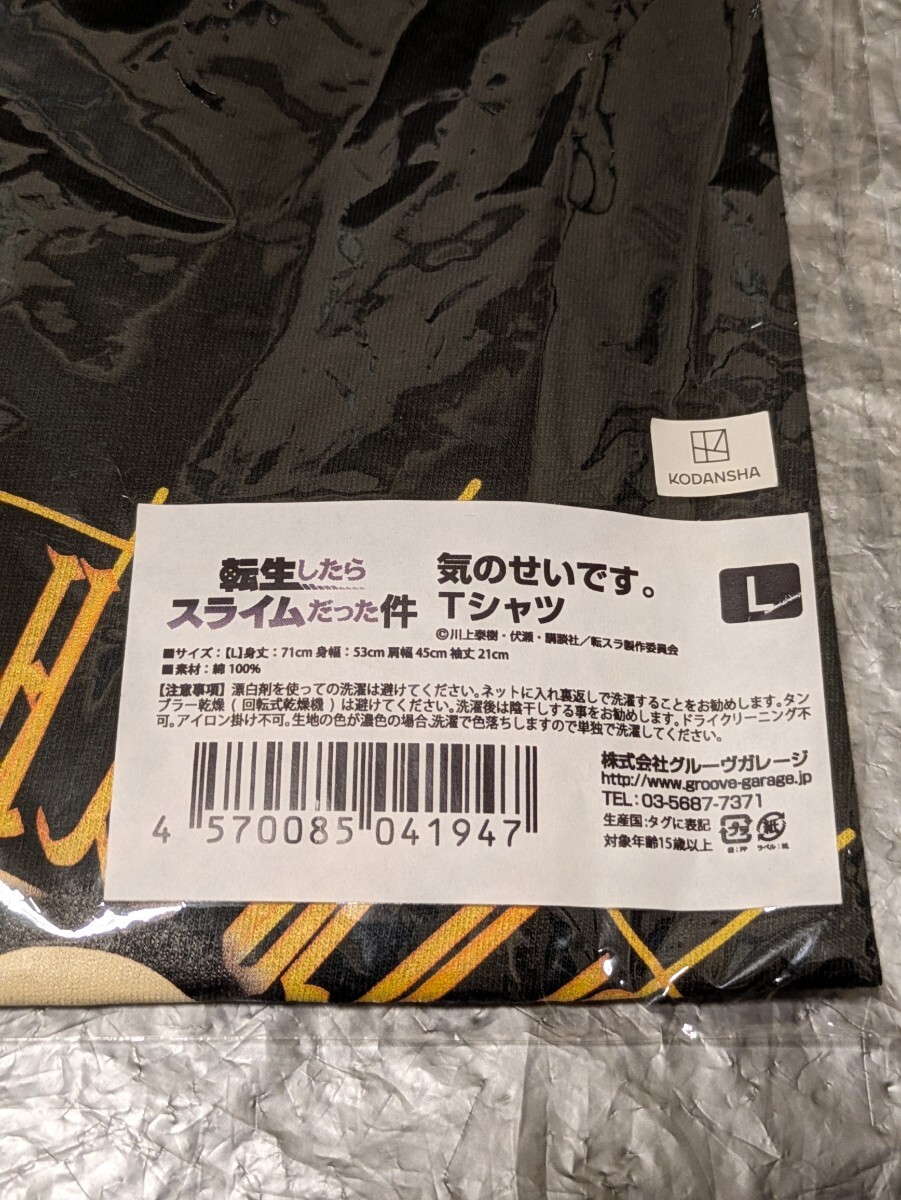 KODANSHA
転生したら
スライムだった件
気のせいです。
Tシャツ
L
©川上泰樹・伏瀬・講談社／転スラ製作委員会
■サイズ：【L】身丈：71cm 身幅：53cm 肩幅 45cm 袖丈 21cm
■素材：綿 100%
【注意事項】漂白剤を使っての洗濯は避けてください。ネットに入れ裏返しで洗濯することをお勧めします。タン
ブラー乾燥（回転式乾燥機）は避けてください。洗濯後は陰干しする事をお勧めします。ドライクリーニング不
可。アイロン掛け不可。生地の色が濃色の場合、洗濯で色落ちしますので単独で洗濯してください。
4 570085 041947
株式会社グルーヴガレージ
http://www.groove-garage.jp
TEL：03-5687-7371
生産国：タグに表記
対象年齢15歳以上
プラ
袋：PP
紙
ラベル：紙